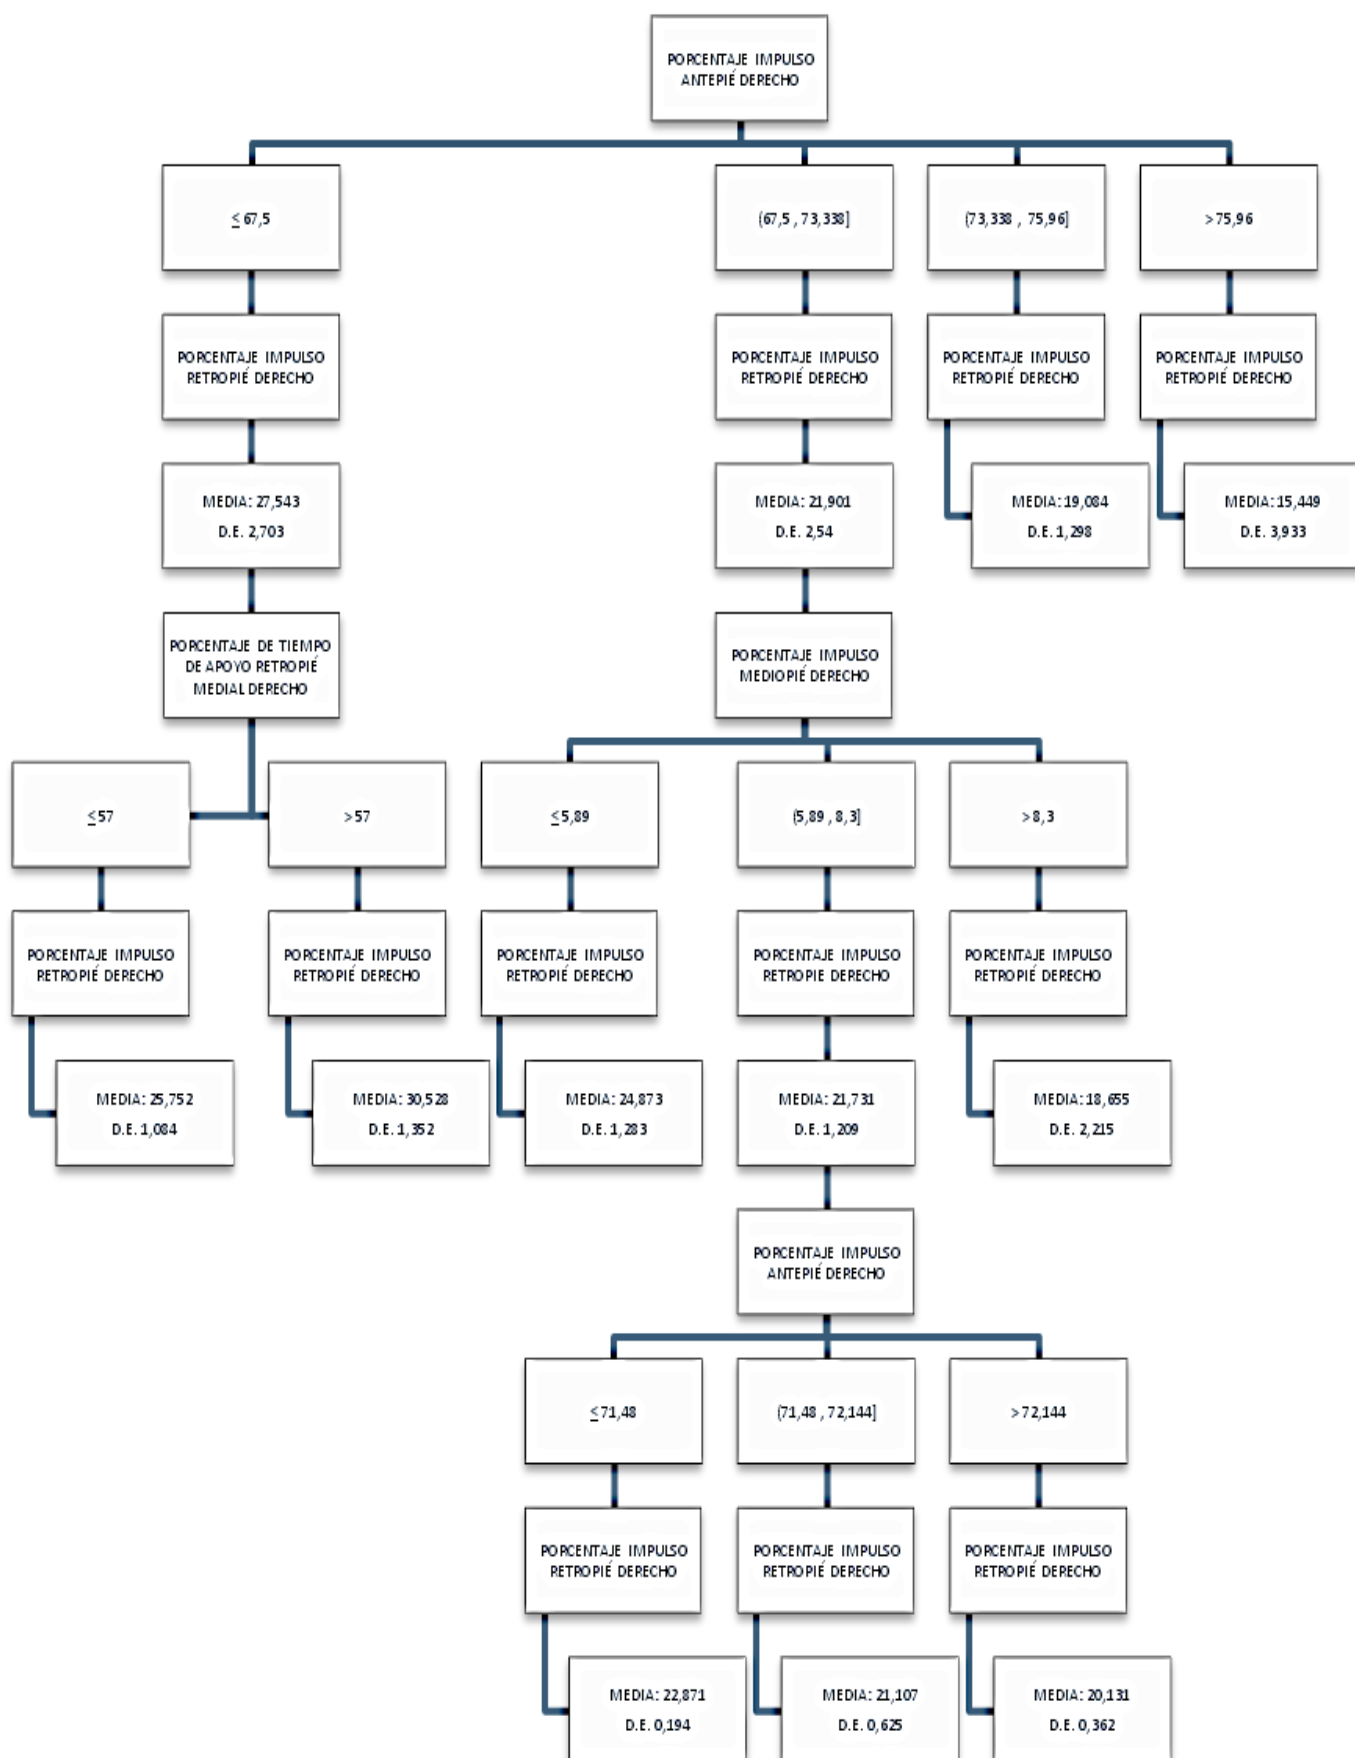 PORCENTAJE IMPULSO
ANTEPIÉ DERECHO
≤ 67,5
(67,5 , 73,338]
(73,338 , 75,96]
>75,96
PORCENTAJE IMPULSO
RETROPIÉ DERECHO
PORCENTAJE IMPULSO
RETROPIÉ DERECHO
PORCENTAJE IMPULSO
RETROPIÉ DERECHO
PORCENTAJE IMPULSO
RETROPIÉ DERECHO
MEDIA: 27,543
D.E. 2,703
MEDIA: 21,901
D.E. 2,54
MEDIA: 19,084
D.E. 1,298
MEDIA: 15,449
D.E. 3,933
PORCENTAJE DE TIEMPO
DE APOYO RETROPIÉ
MEDIAL DERECHO
PORCENTAJE IMPULSO
MEDIOPIÉ DERECHO
≤57
>57
≤5,89
(5,89 , 8,3]
>8,3
PORCENTAJE IMPULSO
RETROPIÉ DERECHO
PORCENTAJE IMPULSO
RETROPIÉ DERECHO
PORCENTAJE IMPULSO
RETROPIÉ DERECHO
PORCENTAJE IMPULSO
RETROPIE DERECHO
PORCENTAJE IMPULSO
RETROPIÉ DERECHO
MEDIA: 25,752
D.E. 1,084
MEDIA: 30,528
D.E. 1,352
MEDIA: 24,873
D.E. 1,283
MEDIA: 21,731
D.E. 1,209
MEDIA: 18,655
D.E. 2,215
PORCENTAJE IMPULSO
ANTEPIÉ DERECHO
≤71,48
(71,48 , 72,144]
>72,144
PORCENTAJE IMPULSO
RETROPIÉ DERECHO
PORCENTAJE IMPULSO
RETROPIÉ DERECHO
PORCENTAJE IMPULSO
RETROPIÉ DERECHO
MEDIA: 22,871
D.E. 0,194
MEDIA: 21,107
D.E. 0,625
MEDIA: 20,131
D.E. 0,362